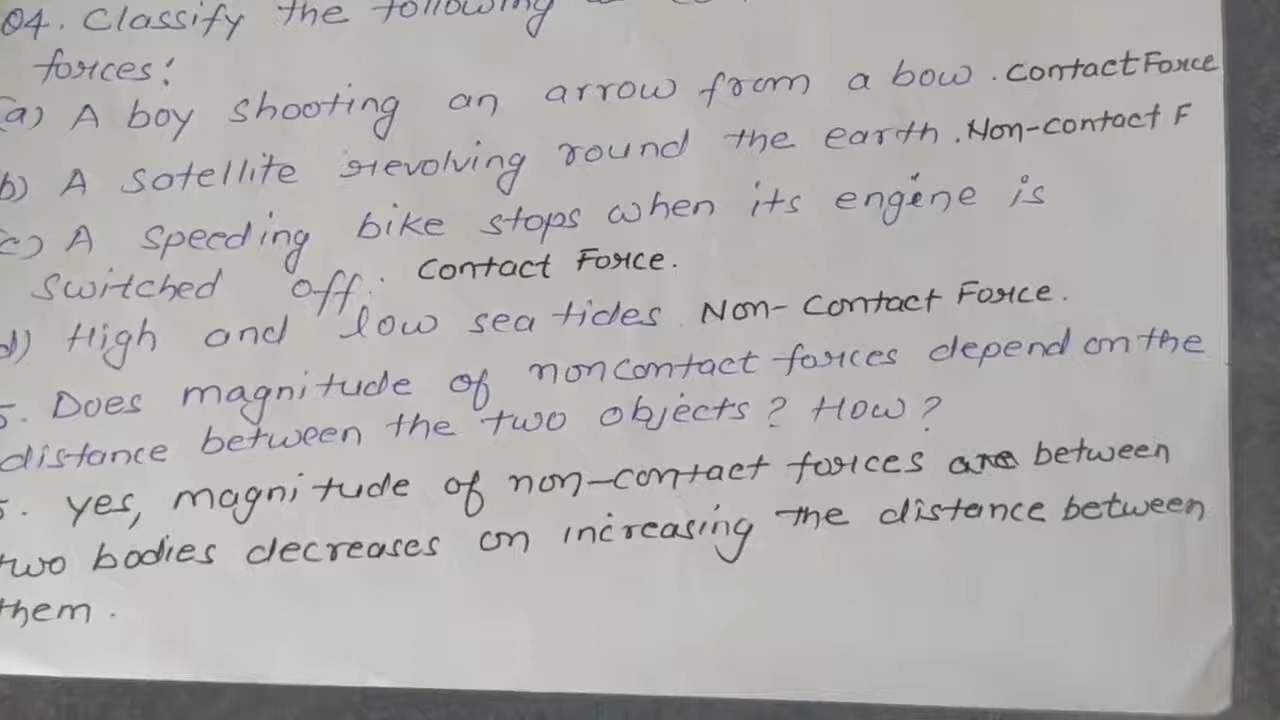 04. Classify the following
forces:
(a) A boy shooting an arrow from a bow. Contact Force
b) A satellite revolving round the earth. Non-contact F
c) A speeding bike stops when its engine is
switched off. Contact Force.
d) High and low sea tides. Non-Contact Force.
5. Does magnitude of noncontact forces depend on the
distance between the two objects? How?
5. Yes, magnitude of non-contact forces are between
two bodies decreases on increasing the distance between
them.